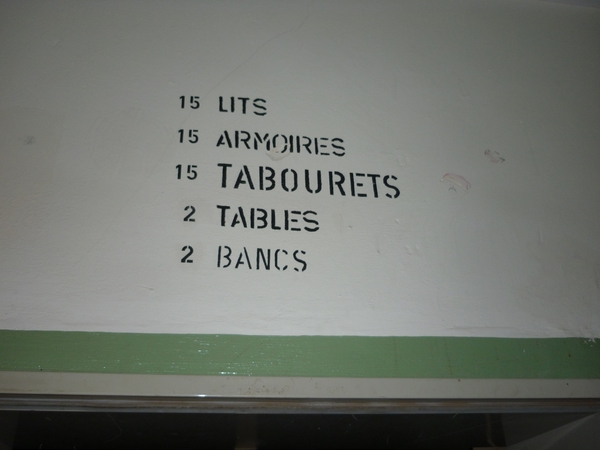 15 LITS
15 ARMOIRES
15 TABOURETS
2 TABLES
2 BANCS